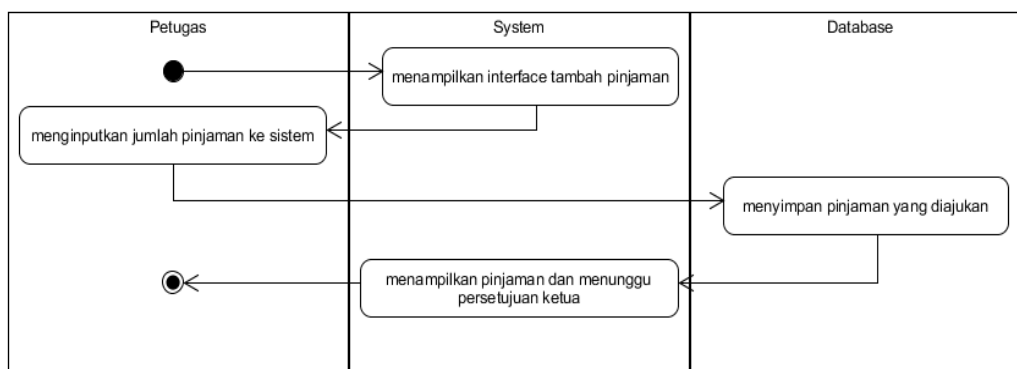 Petugas
System
Database
menampilkan interface tambah pinjaman
menginputkan jumlah pinjaman ke sistem
menyimpan pinjaman yang diajukan
menampilkan pinjaman dan menunggu
persetujuan ketua